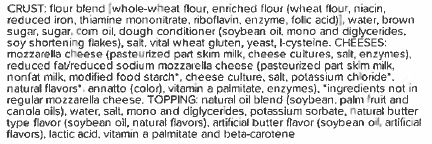 CRUST: flour blend [whole-wheat flour, enriched flour (wheat flour, niacin,
reduced iron, thiamine mononitrate, riboflavin, enzyme, folic acid)], water, brown
sugar, sugar, corn oil, dough conditioner (soybean oil, mono and diglycerides,
soy shortening flakes), salt, vital wheat gluten, yeast, l-cysteine. CHEESES:
mozzarella cheese (pasteurized part skim milk, cheese cultures, salt, enzymes),
reduced fat/reduced sodium mozzarella cheese (pasteurized part skim milk,
nonfat milk, modified food starch*, cheese culture, salt, potassium chloride*,
natural flavors*, annatto (color), vitamin a palmitate, enzymes), *ingredients not in
regular mozzarella cheese. TOPPING: natural oil blend (soybean, palm fruit and
canola oils), water, salt, mono and diglycerides, potassium sorbate, natural butter
type flavor (soybean oil, natural flavors), artificial butter flavor (soybean oil, artificial
flavors), lactic acid, vitamin a palmitate and beta-carotene